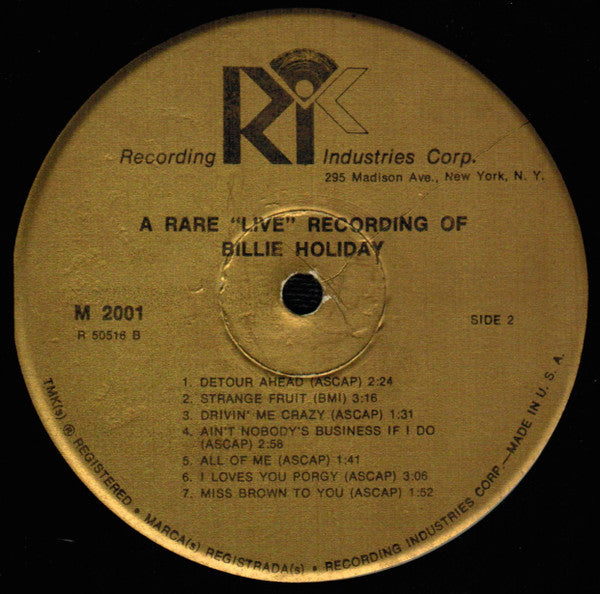 RIC
Recording Industries Corp.
295 Madison Ave., New York, N. Y.
A RARE "LIVE" RECORDING OF
BILLIE HOLIDAY
M 2001
R 50516 B
SIDE 2
1. DETOUR AHEAD (ASCAP) 2:24
2. STRANGE FRUIT (BMI) 3:16
3. DRIVIN' ME CRAZY (ASCAP) 1:31
4. AIN'T NOBODY'S BUSINESS IF I DO
(ASCAP) 2:58
5. ALL OF ME (ASCAP) 1:41
6. I LOVES YOU PORGY (ASCAP) 3:06
7. MISS BROWN TO YOU (ASCAP) 1:52
TMK(s) ® REGISTERED • MARCA(s) REGISTRADA(s) • RECORDING INDUSTRIES CORP.—MADE IN U. S. A.